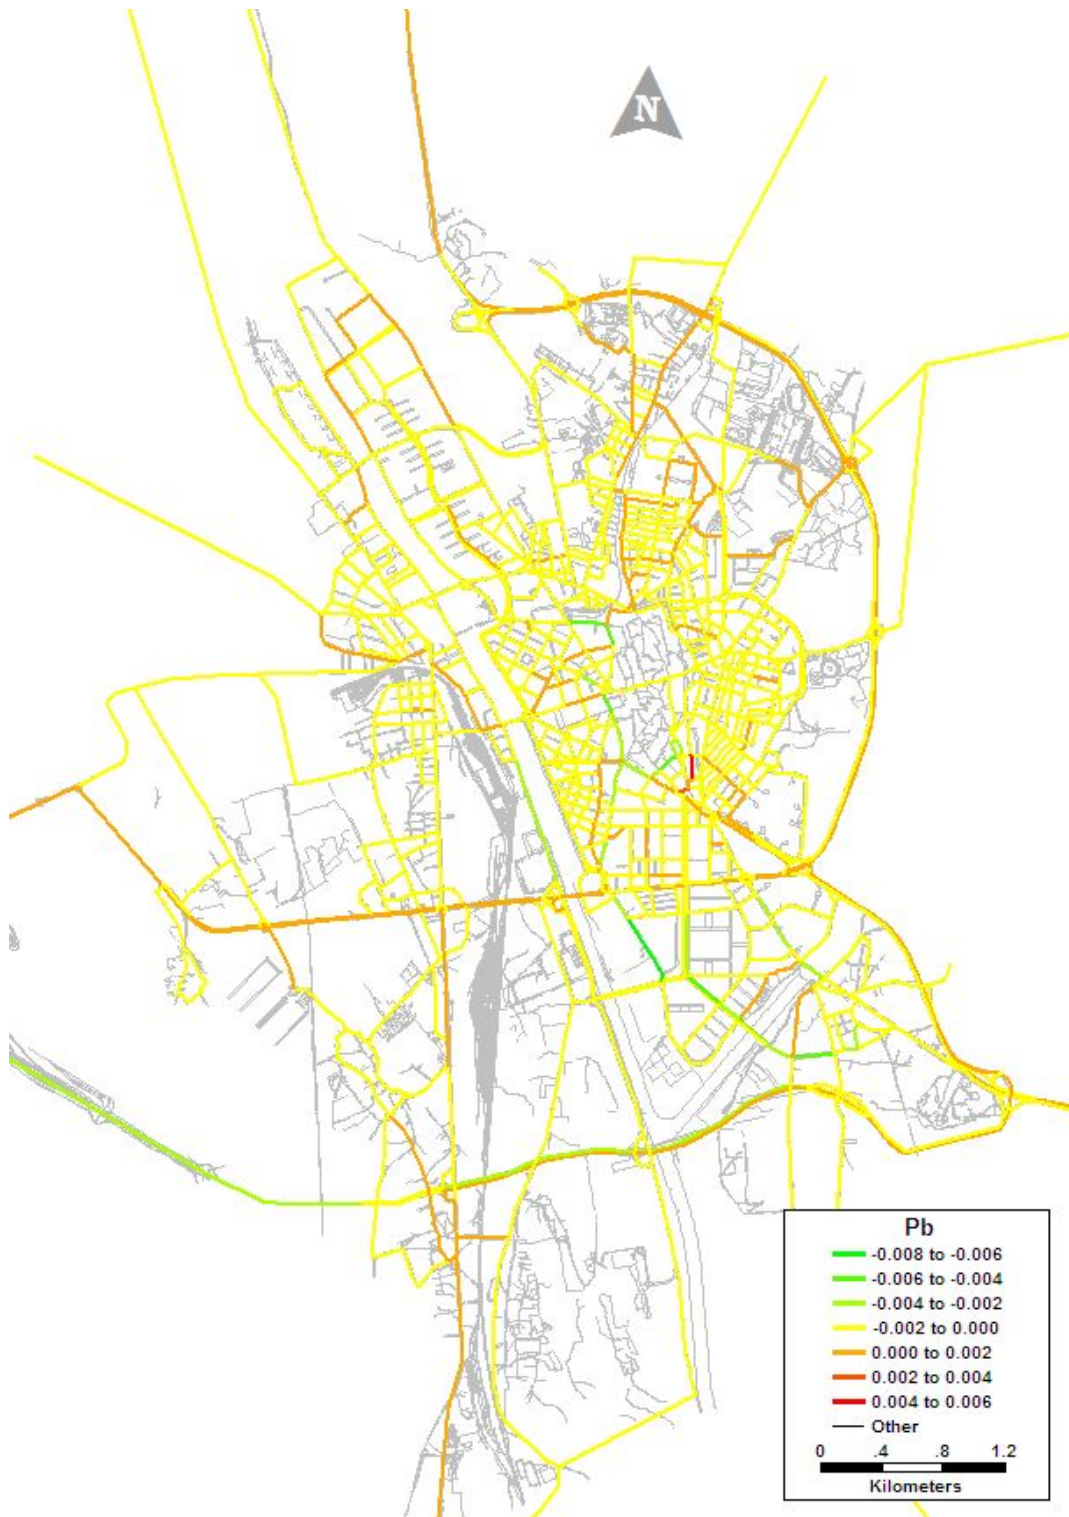 N
Pb
-0.008 to -0.006
-0.006 to -0.004
-0.004 to -0.002
-0.002 to 0.000
0.000 to 0.002
0.002 to 0.004
0.004 to 0.006
Other
0 .4 .8 1.2
Kilometers